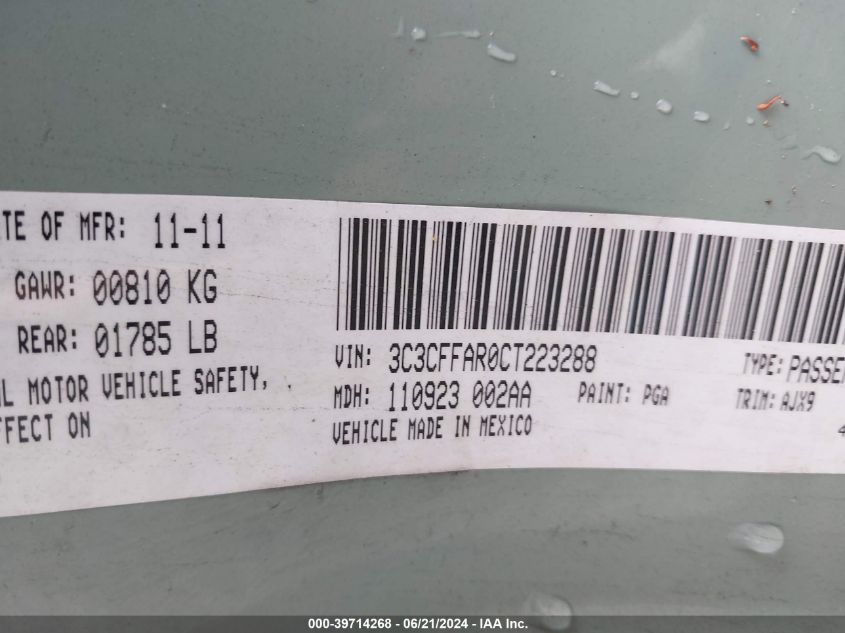 TE OF MFR: 11-11
GAWR: 00810 KG
REAR: 01785 LB
L MOTOR VEHICLE SAFETY,
FFECT ON
VIN: 3C3CFFAR0CT223288 TYPE: PASSE
MDH: 110923 002AA PAINT: PGA TRIM: AJX9
VEHICLE MADE IN MEXICO 4
000-39714268 - 06/21/2024 - IAA Inc.